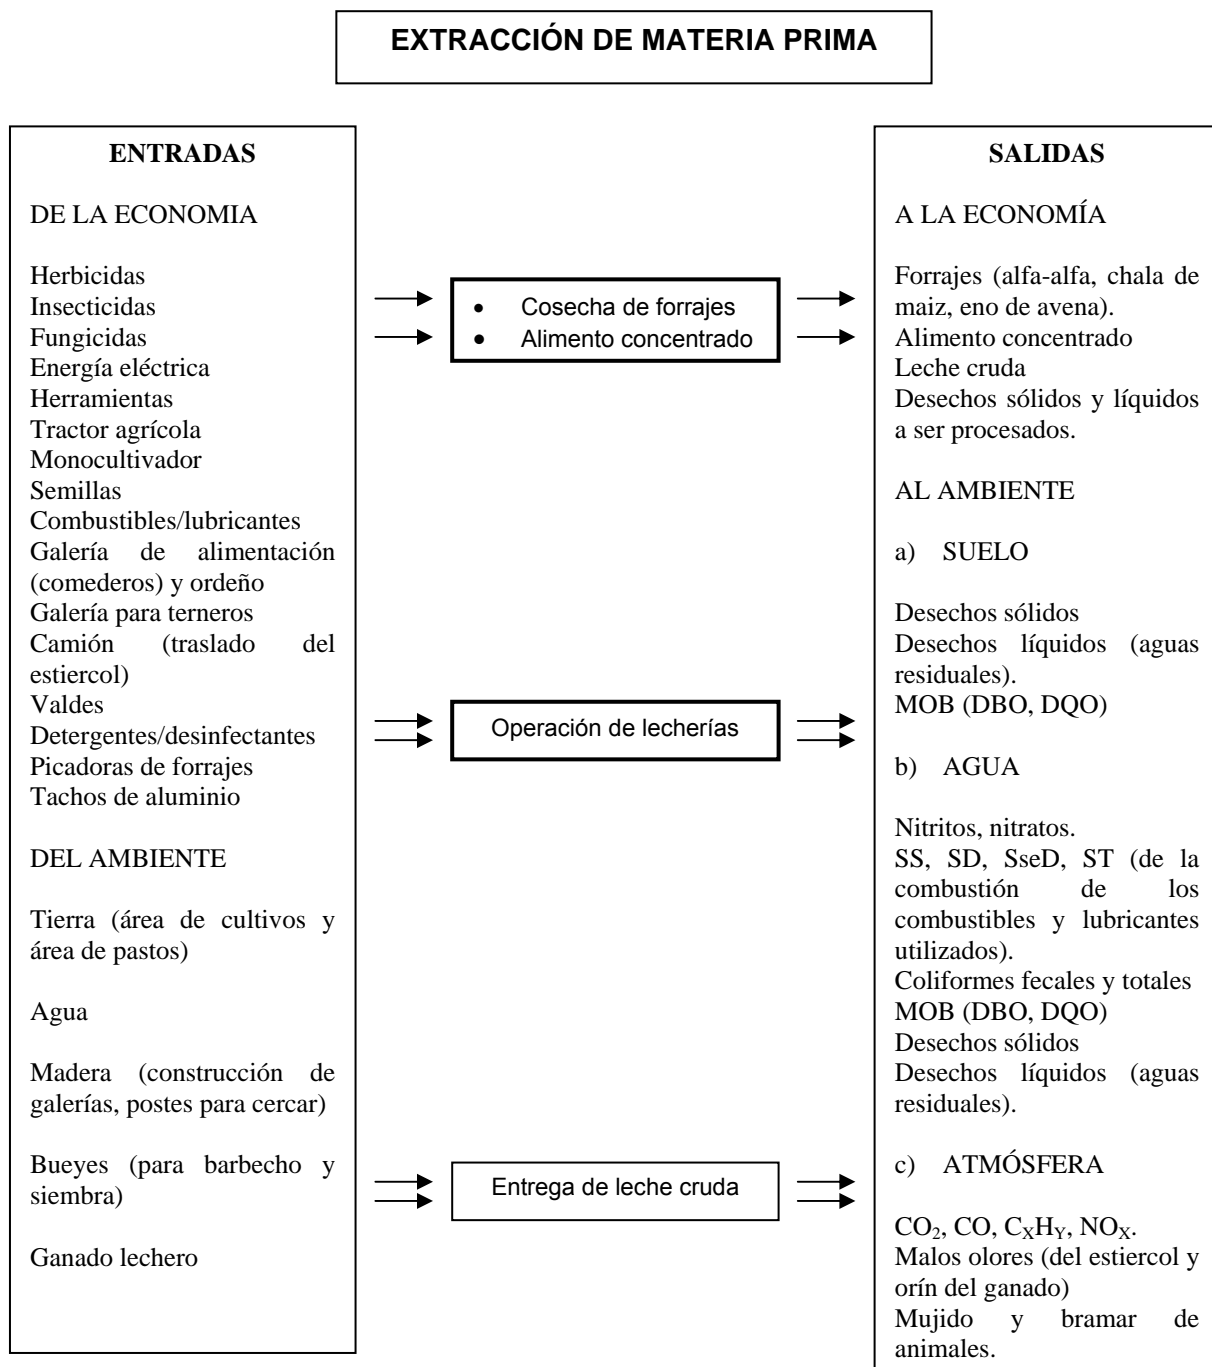 EXTRACCIÓN DE MATERIA PRIMA
ENTRADAS
DE LA ECONOMIA
Herbicidas
Insecticidas
Fungicidas
Energía eléctrica
Herramientas
Tractor agrícola
Monocultivador
Semillas
Combustibles/lubricantes
Galería de alimentación
(comederos) y ordeño
Galería para terneros
Camión (traslado del
estiercol)
Valdes
Detergentes/desinfectantes
Picadoras de forrajes
Tachos de aluminio
DEL AMBIENTE
Tierra (área de cultivos y
área de pastos)
Agua
Madera (construcción de
galerías, postes para cercar)
Bueyes (para barbecho y
siembra)
Ganado lechero
• Cosecha de forrajes
• Alimento concentrado
Operación de lecherías
Entrega de leche cruda
SALIDAS
A LA ECONOMÍA
Forrajes (alfa-alfa, chala de
maiz, eno de avena).
Alimento concentrado
Leche cruda
Desechos sólidos y líquidos
a ser procesados.
AL AMBIENTE
a) SUELO
Desechos sólidos
Desechos líquidos (aguas
residuales).
MOB (DBO, DQO)
b) AGUA
Nitritos, nitratos.
SS, SD, SseD, ST (de la
combustión de los
combustibles y lubricantes
utilizados).
Coliformes fecales y totales
MOB (DBO, DQO)
Desechos sólidos
Desechos líquidos (aguas
residuales).
c) ATMÓSFERA
CO₂, CO, CXHY, NOX.
Malos olores (del estiercol y
orín del ganado)
Mujido y bramar de
animales.